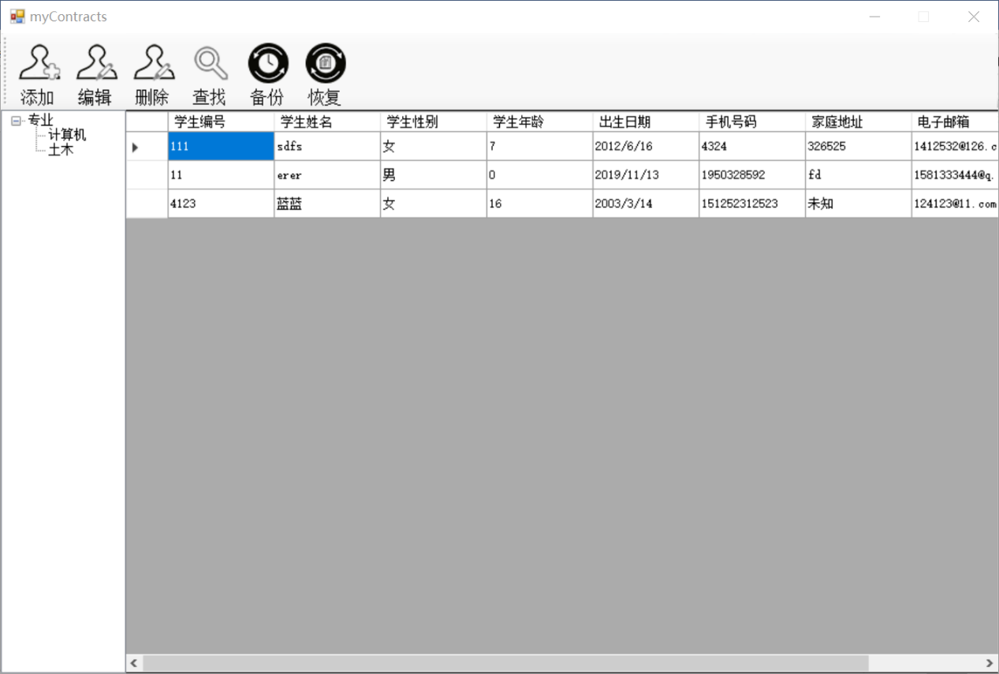 myContracts
添加 编辑 删除 查找 备份 恢复
专业
计算机
土木
学生编号 学生姓名 学生性别 学生年龄 出生日期 手机号码 家庭地址 电子邮箱
111 sdfs 女 7 2012/6/16 4324 326525 1412532@126.c
11 erer 男 0 2019/11/13 1950328592 fd 1581333444@q.
4123 蓝蓝 女 16 2003/3/14 151252312523 未知 124123@11.com